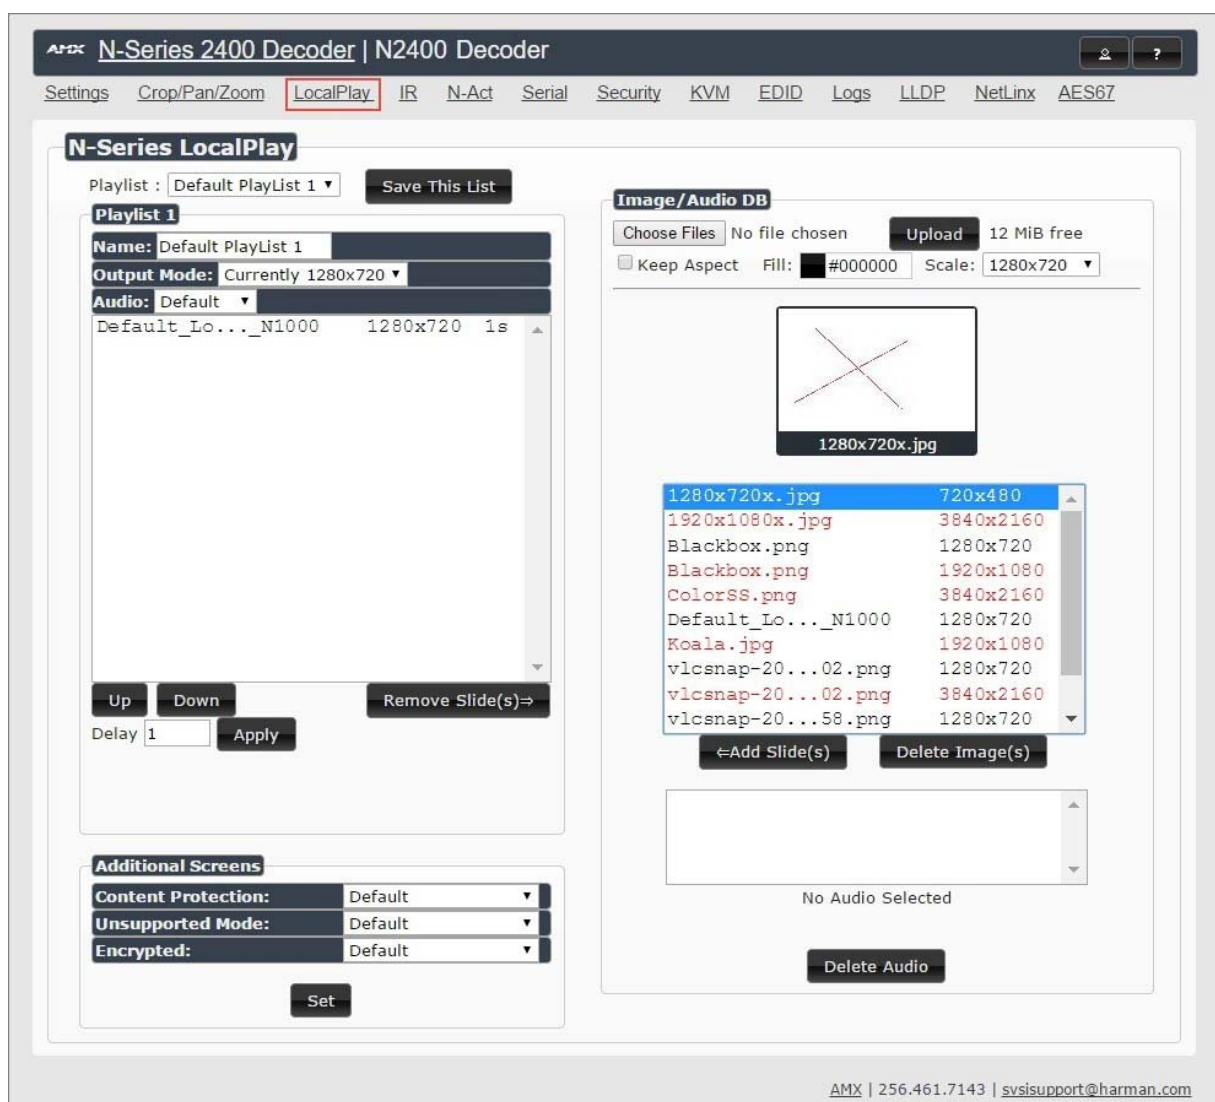 AMX N-Series 2400 Decoder | N2400 Decoder ?
Settings Crop/Pan/Zoom LocalPlay IR N-Act Serial Security KVM EDID Logs LLDP NetLinx AES67
N-Series LocalPlay
Playlist : Default PlayList 1 Save This List
Playlist 1
Name: Default PlayList 1
Output Mode: Currently 1280x720
Audio: Default
Default_Lo..._N1000 1280x720 1s
Up Down Remove Slide(s)⇒
Delay 1 Apply
Additional Screens
Content Protection: Default
Unsupported Mode: Default
Encrypted: Default
Set
Image/Audio DB
Choose Files No file chosen Upload 12 MiB free
Keep Aspect Fill: #000000 Scale: 1280x720
1280x720x.jpg
1280x720x.jpg 720x480
1920x1080x.jpg 3840x2160
Blackbox.png 1280x720
Blackbox.png 1920x1080
ColorSS.png 3840x2160
Default_Lo..._N1000 1280x720
Koala.jpg 1920x1080
vlcsnap-20...02.png 1280x720
vlcsnap-20...02.png 3840x2160
vlcsnap-20...58.png 1280x720
⇐Add Slide(s) Delete Image(s)
No Audio Selected
Delete Audio
AMX | 256.461.7143 | svsisupport@harman.com